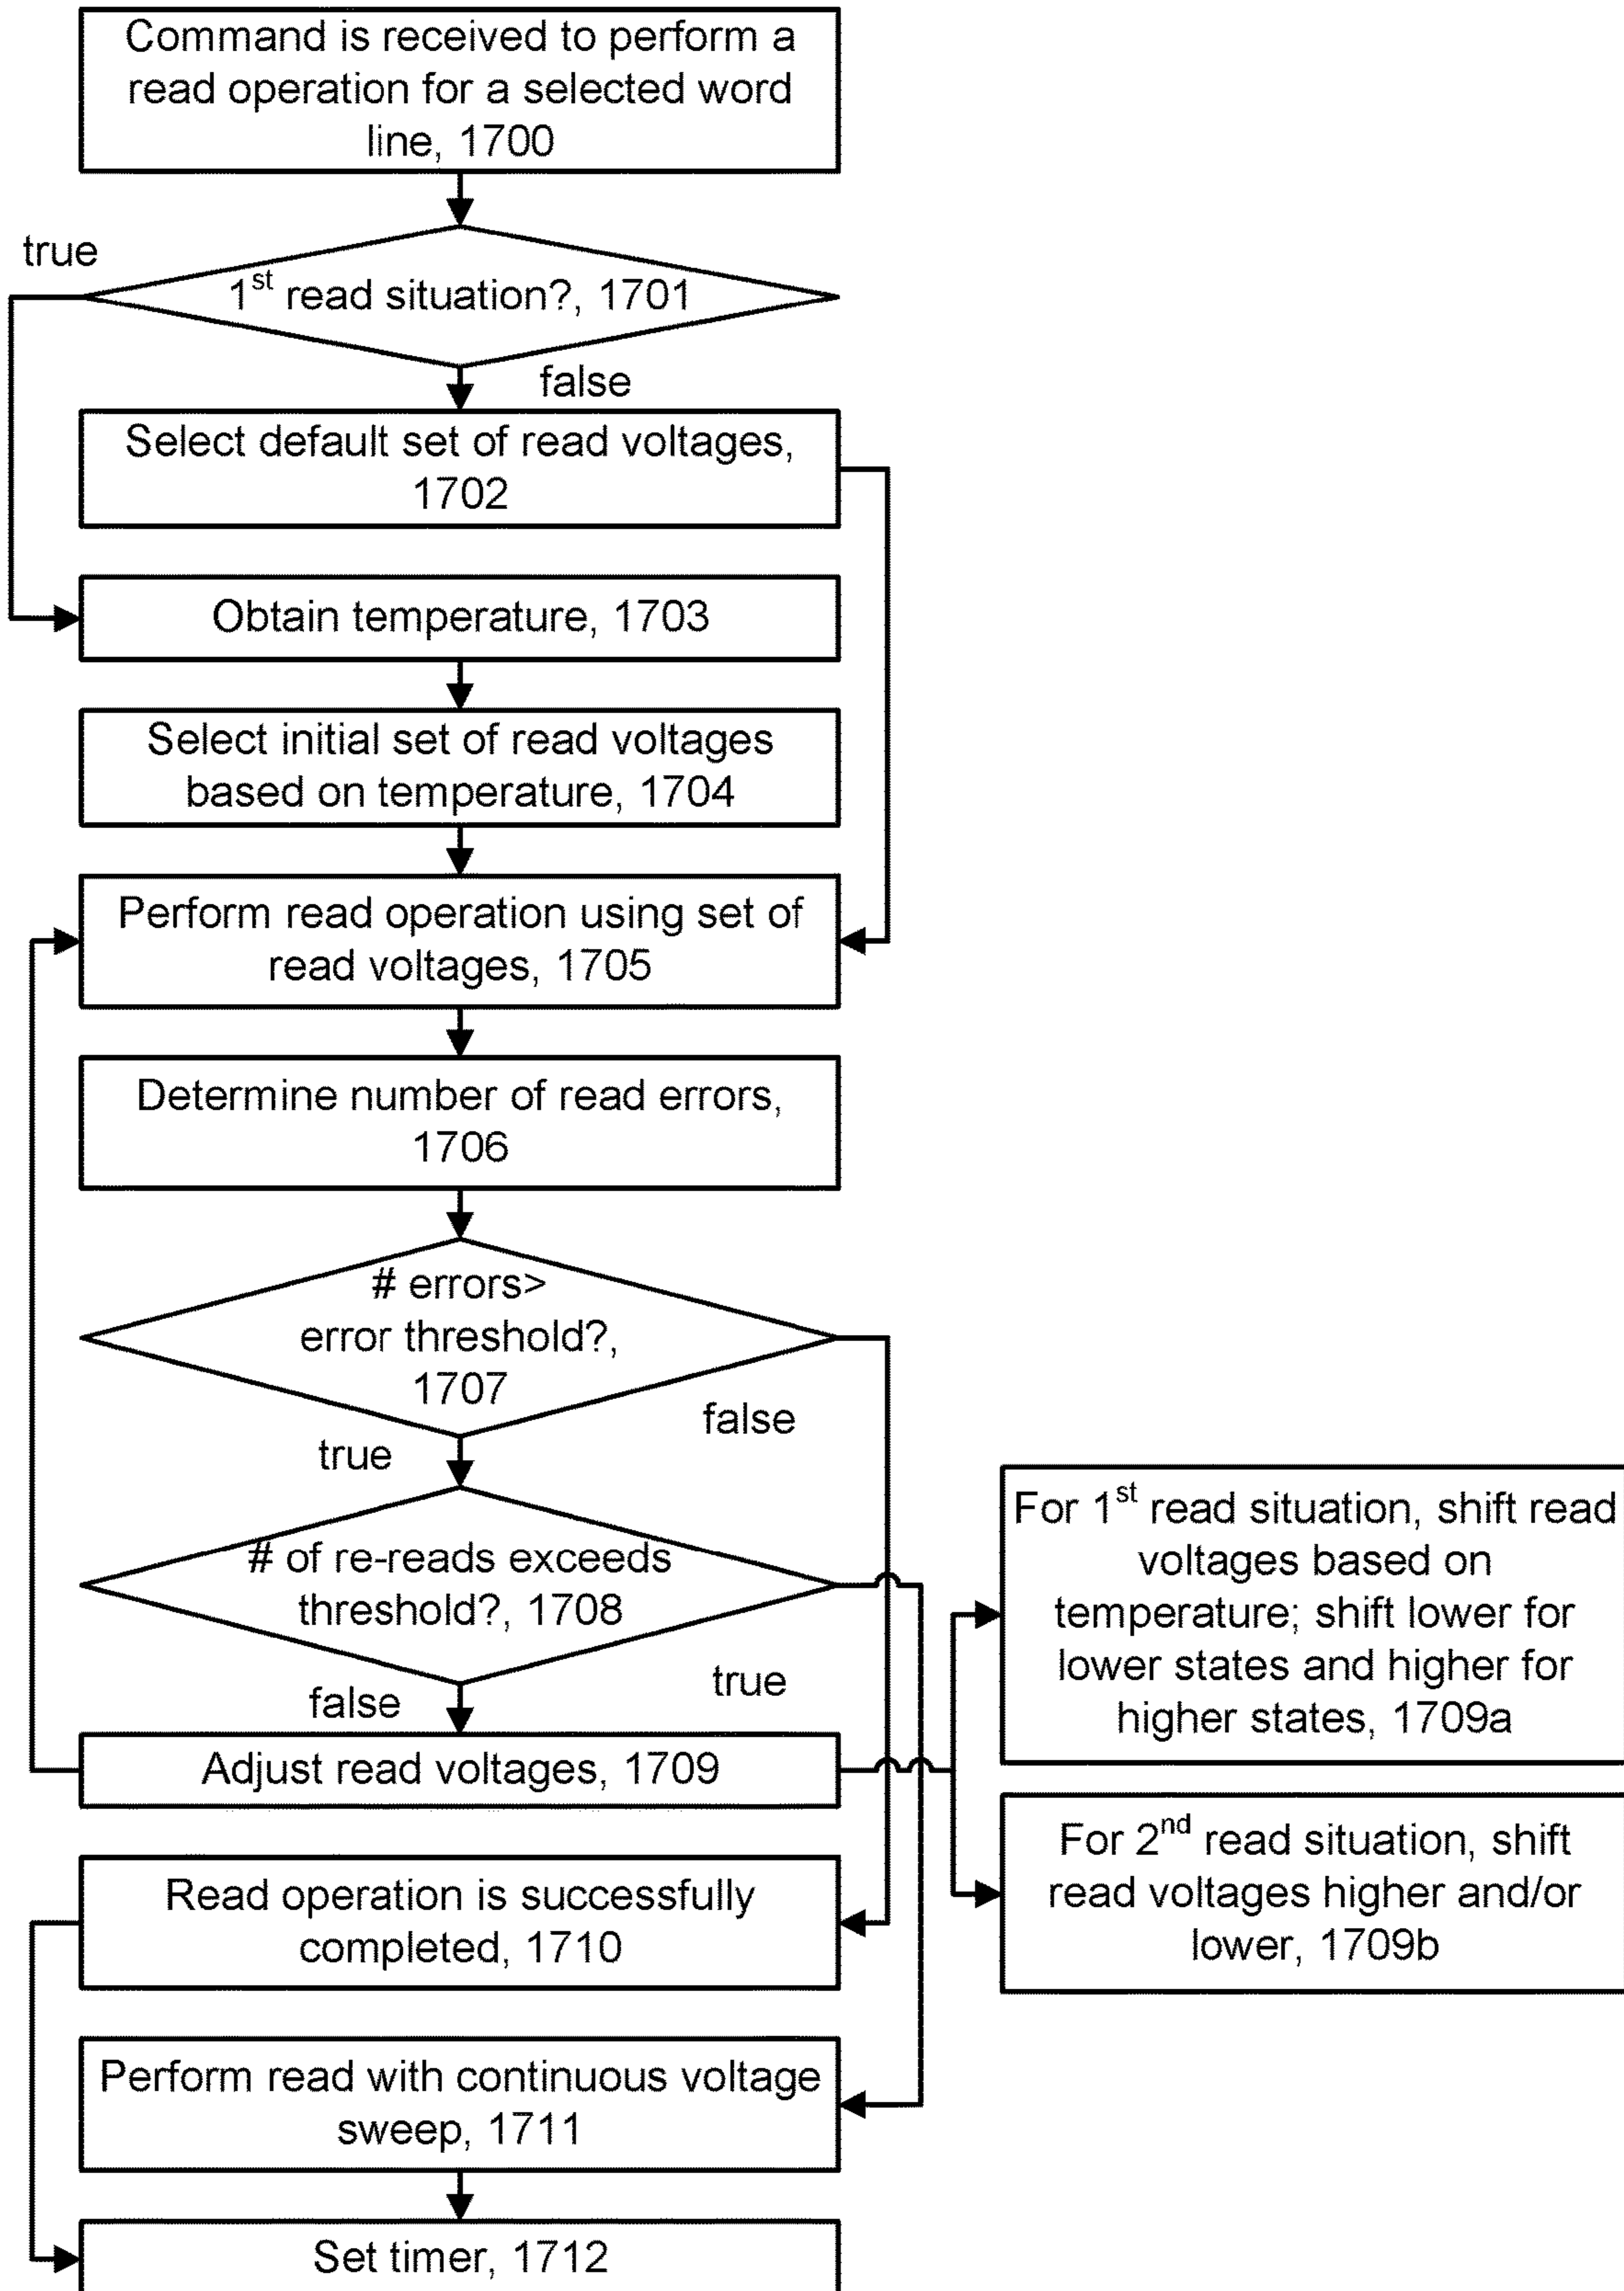 Command is received to perform a
read operation for a selected word
line, 1700
true
1st read situation?, 1701
false
Select default set of read voltages,
1702
Obtain temperature, 1703
Select initial set of read voltages
based on temperature, 1704
Perform read operation using set of
read voltages, 1705
Determine number of read errors,
1706
# errors>
error threshold?,
1707
false
true
# of re-reads exceeds
threshold?, 1708
true
false
Adjust read voltages, 1709
For 1st read situation, shift read
voltages based on
temperature; shift lower for
lower states and higher for
higher states, 1709a
For 2nd read situation, shift
read voltages higher and/or
lower, 1709b
Read operation is successfully
completed, 1710
Perform read with continuous voltage
sweep, 1711
Set timer, 1712